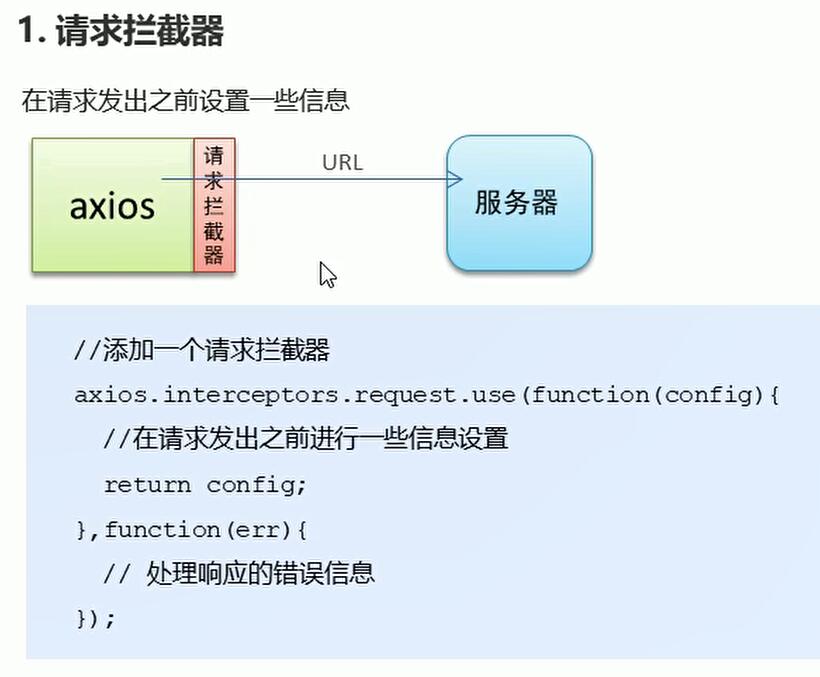 1. 请求拦截器
在请求发出之前设置一些信息
axios
请求拦截器
URL
服务器
//添加一个请求拦截器
axios.interceptors.request.use(function(config){
//在请求发出之前进行一些信息设置
return config;
},function(err){
// 处理响应的错误信息
});